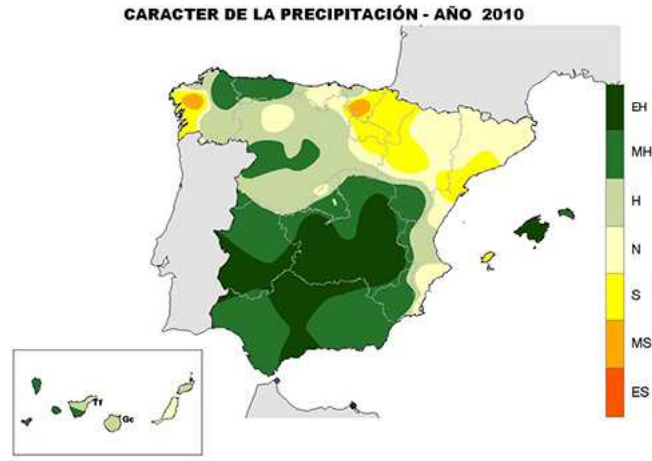 CARACTER DE LA PRECIPITACIÓN - AÑO 2010
EH
MH
H
N
S
MS
ES
Tf
Gc